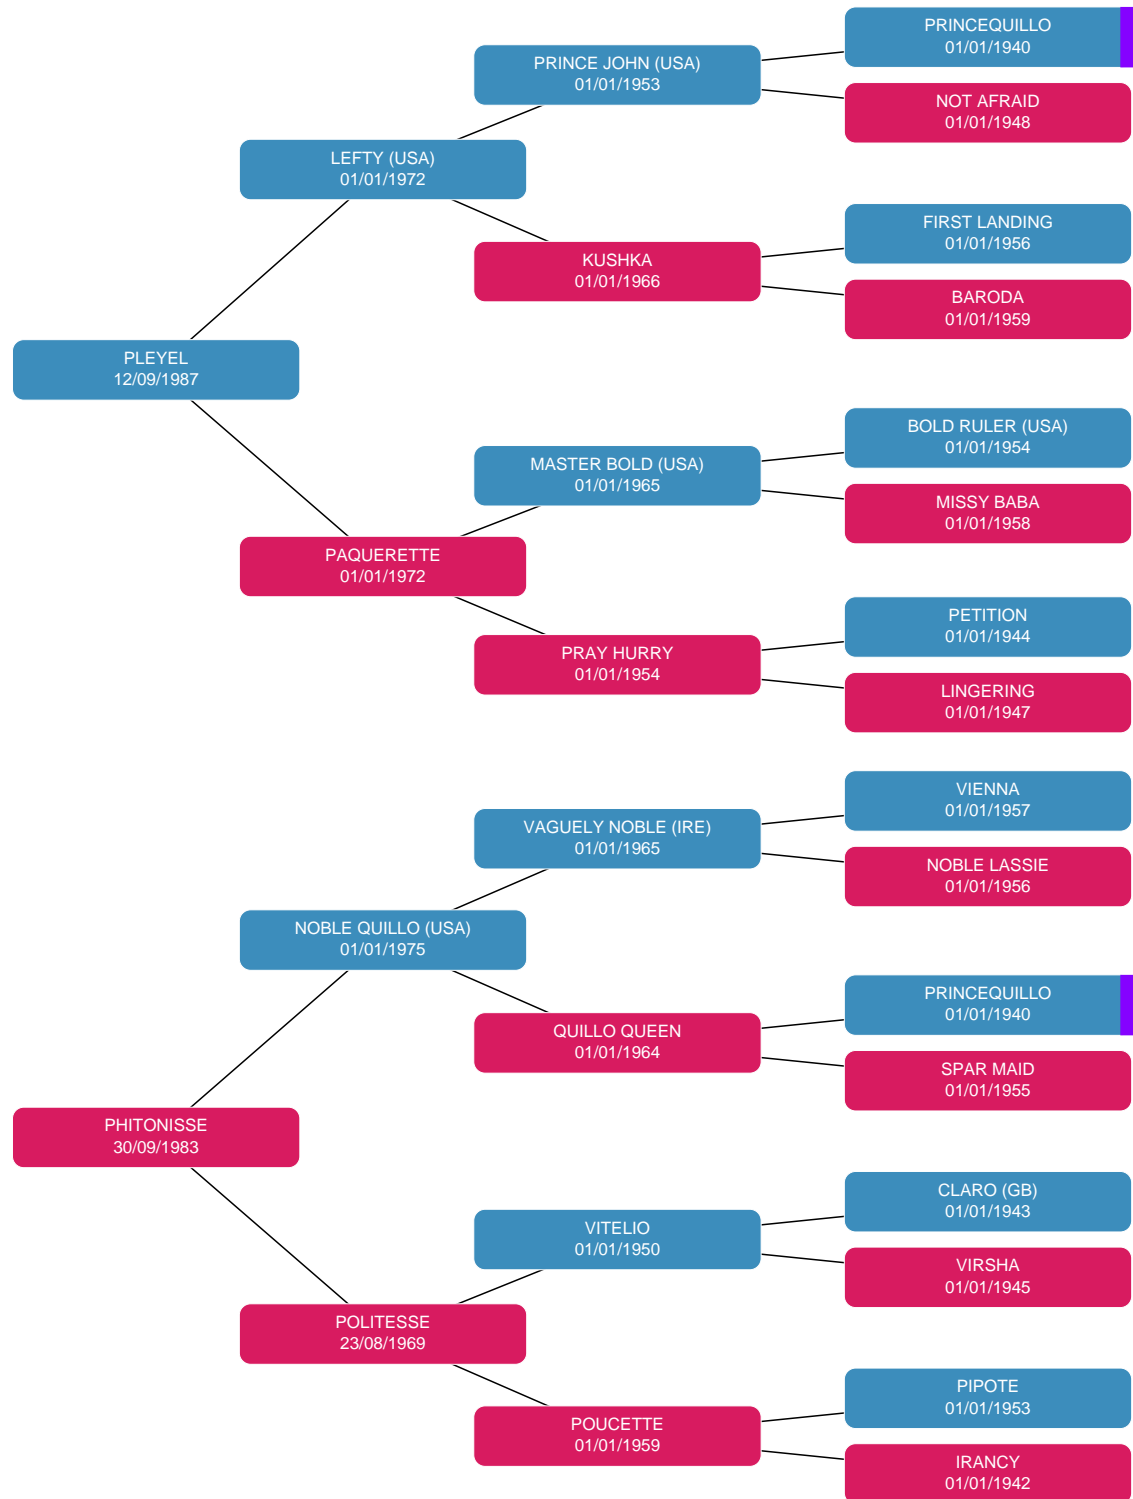 PRINCEQUILLO
01/01/1940
PRINCE JOHN (USA)
01/01/1953
NOT AFRAID
01/01/1948
LEFTY (USA)
01/01/1972
FIRST LANDING
01/01/1956
KUSHKA
01/01/1966
BARODA
01/01/1959
PLEYEL
12/09/1987
BOLD RULER (USA)
01/01/1954
MASTER BOLD (USA)
01/01/1965
MISSY BABA
01/01/1958
PAQUERETTE
01/01/1972
PETITION
01/01/1944
PRAY HURRY
01/01/1954
LINGERING
01/01/1947
VIENNA
01/01/1957
VAGUELY NOBLE (IRE)
01/01/1965
NOBLE LASSIE
01/01/1956
NOBLE QUILLO (USA)
01/01/1975
PRINCEQUILLO
01/01/1940
QUILLO QUEEN
01/01/1964
SPAR MAID
01/01/1955
PHITONISSE
30/09/1983
CLARO (GB)
01/01/1943
VITELIO
01/01/1950
VIRSHA
01/01/1945
POLITESSE
23/08/1969
PIPOTE
01/01/1953
POUCETTE
01/01/1959
IRANCY
01/01/1942